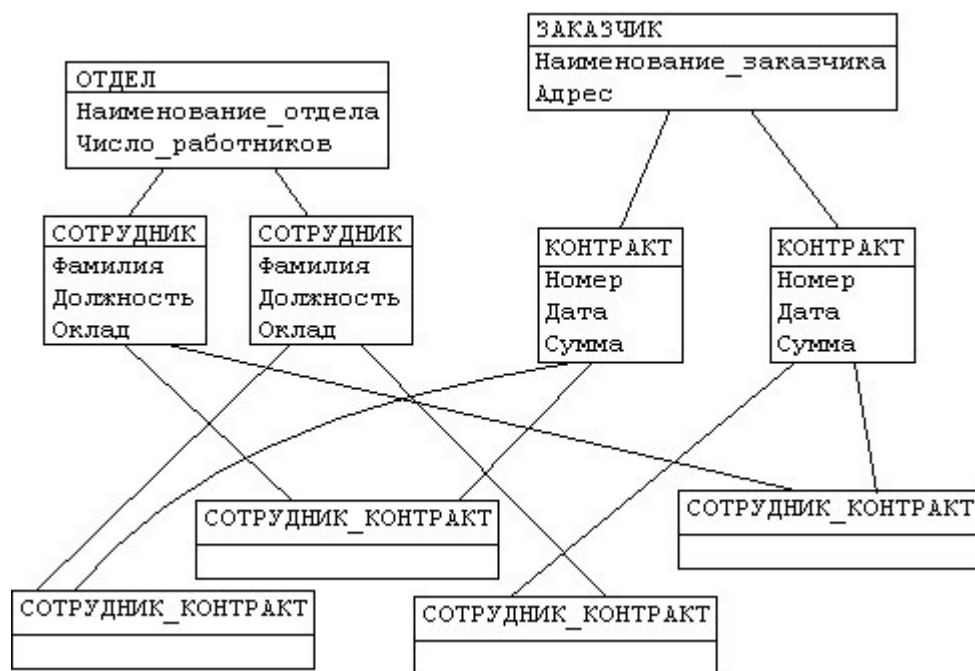 ЗАКАЗЧИК
Наименование_заказчика
Адрес
ОТДЕЛ
Наименование_отдела
Число_работников
СОТРУДНИК
Фамилия
Должность
Оклад
СОТРУДНИК
Фамилия
Должность
Оклад
КОНТРАКТ
Номер
Дата
Сумма
КОНТРАКТ
Номер
Дата
Сумма
СОТРУДНИК_КОНТРАКТ
СОТРУДНИК_КОНТРАКТ
СОТРУДНИК_КОНТРАКТ
СОТРУДНИК_КОНТРАКТ